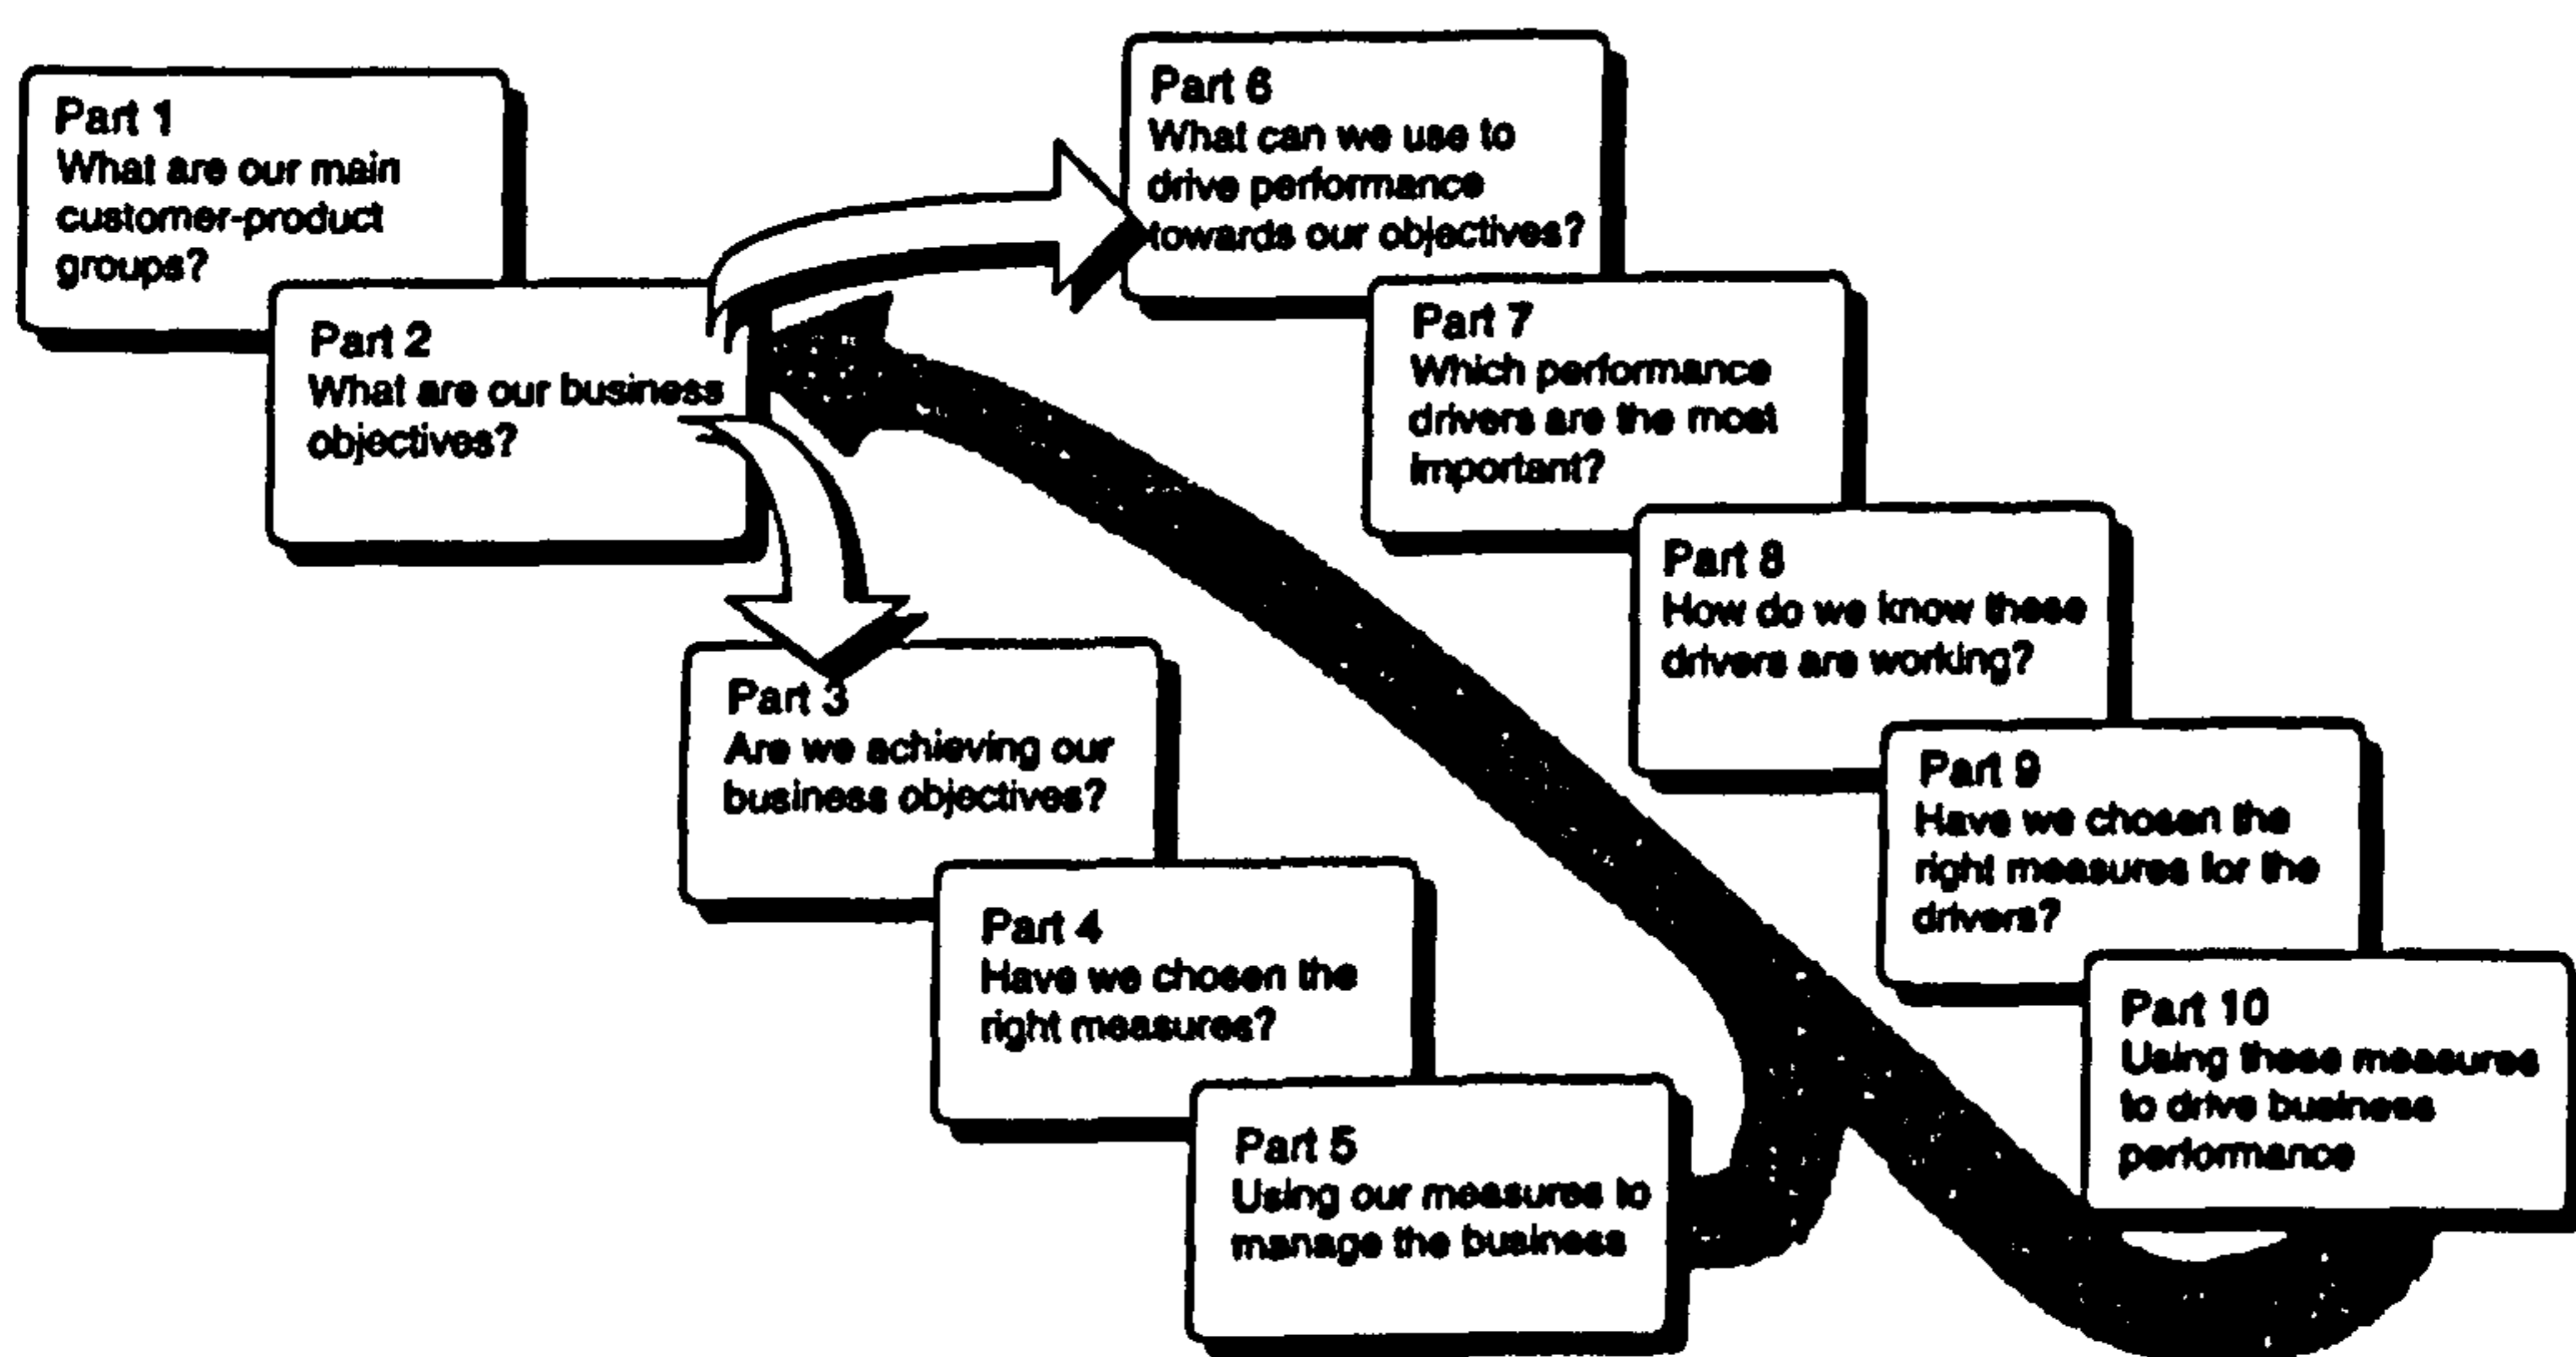 Part 1
What are our main
customer-product
groups?
Part 2
What are our business
objectives?
Part 3
Are we achieving our
business objectives?
Part 4
Have we chosen the
right measures?
Part 5
Using our measures to
manage the business
Part 6
What can we use to
drive performance
towards our objectives?
Part 7
Which performance
drivers are the most
important?
Part 8
How do we know these
drivers are working?
Part 9
Have we chosen the
right measures for the
drivers?
Part 10
Using these measures
to drive business
performance